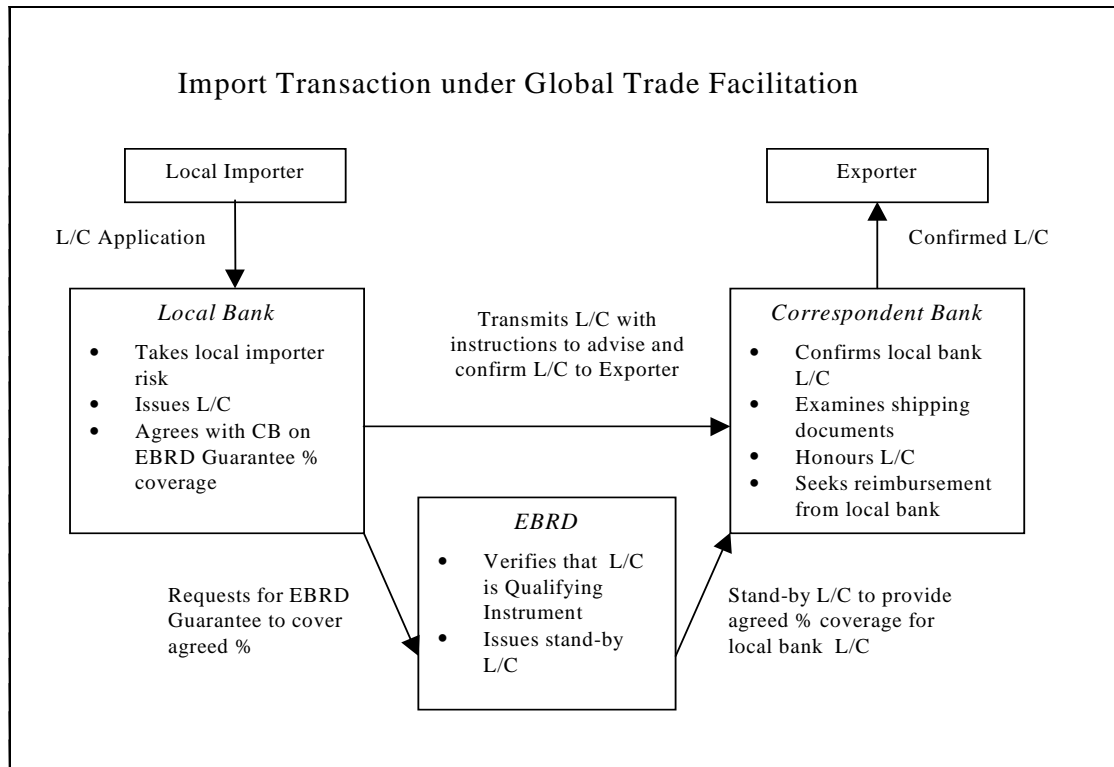 Import Transaction under Global Trade Facilitation
Local Importer
Exporter
L/C Application
Confirmed L/C
Local Bank
• Takes local importer
risk
• Issues L/C
• Agrees with CB on
EBRD Guarantee %
coverage
Transmits L/C with
instructions to advise and
confirm L/C to Exporter
Correspondent Bank
• Confirms local bank
L/C
• Examines shipping
documents
• Honours L/C
• Seeks reimbursement
from local bank
EBRD
• Verifies that L/C
is Qualifying
Instrument
• Issues stand-by
L/C
Requests for EBRD
Guarantee to cover
agreed %
Stand-by L/C to provide
agreed % coverage for
local bank L/C